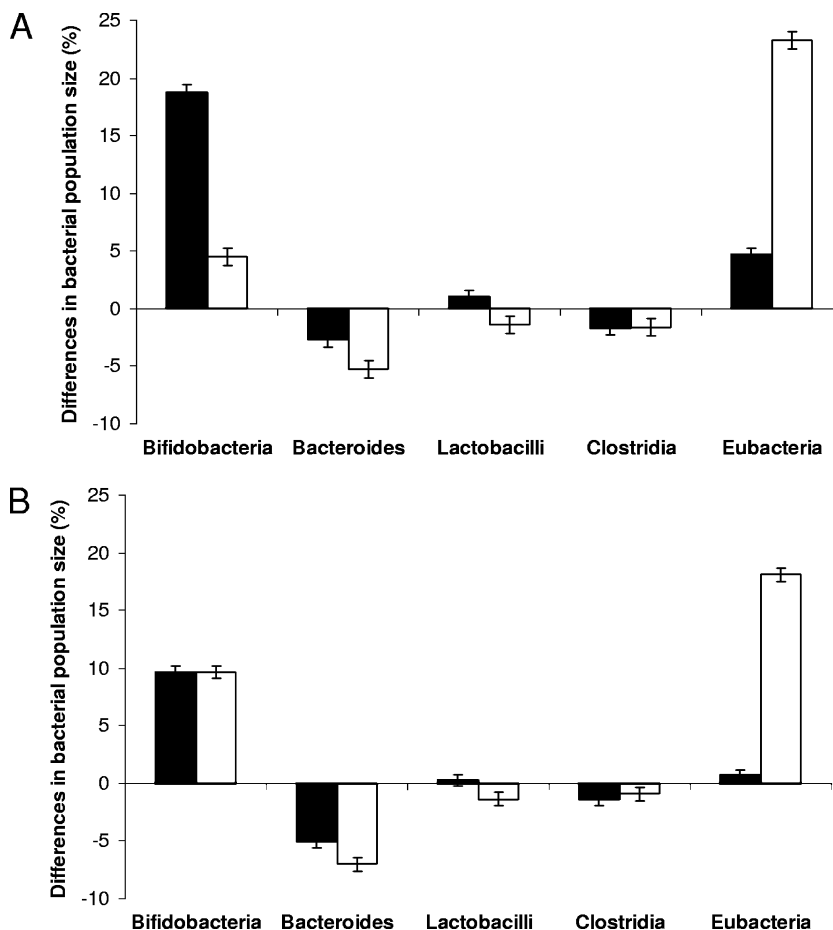 A
Differences in bacterial population size (%)
25
20
15
10
5
0
-5
-10
Bifidobacteria Bacteroides Lactobacilli Clostridia Eubacteria
B
Differences in bacterial population size (%)
25
20
15
10
5
0
-5
-10
Bifidobacteria Bacteroides Lactobacilli Clostridia Eubacteria